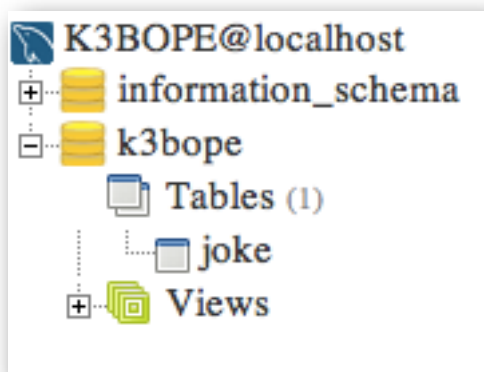 K3BOPE@localhost
information_schema
k3bope
Tables (1)
joke
Views